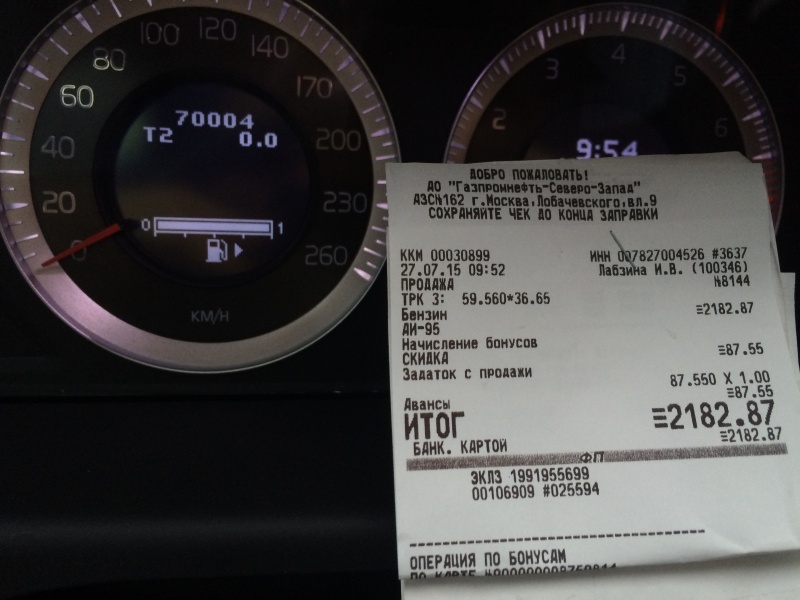 20
40
60
80
100
120
140
170
200
230
260
0
70004
T2 0.0
0 1
KM/H
2
3
4
5
6
9:54
ДОБРО ПОЖАЛОВАТЬ!
АО "Газпромнефть-Северо-Запад"
АЗС№162 г.Москва,Лобачевского,вл.9
СОХРАНЯЙТЕ ЧЕК ДО КОНЦА ЗАПРАВКИ
ККМ 00030899 ИНН 007827004526 #3637
27.07.15 09:52 Лабзина И.В. (100346)
ПРОДАЖА №8144
ТРК 3: 59.560*36.65
Бензин ≡2182.87
АИ-95
Начисление бонусов
СКИДКА ≡87.55
Задаток с продажи
87.550 X 1.00
≡87.55
Авансы
ИТОГ ≡2182.87
БАНК. КАРТОЙ ≡2182.87
ФП
ЭКЛЗ 1991955699
00106909 #025594
ОПЕРАЦИЯ ПО БОНУСАМ
ПО КАРТЕ